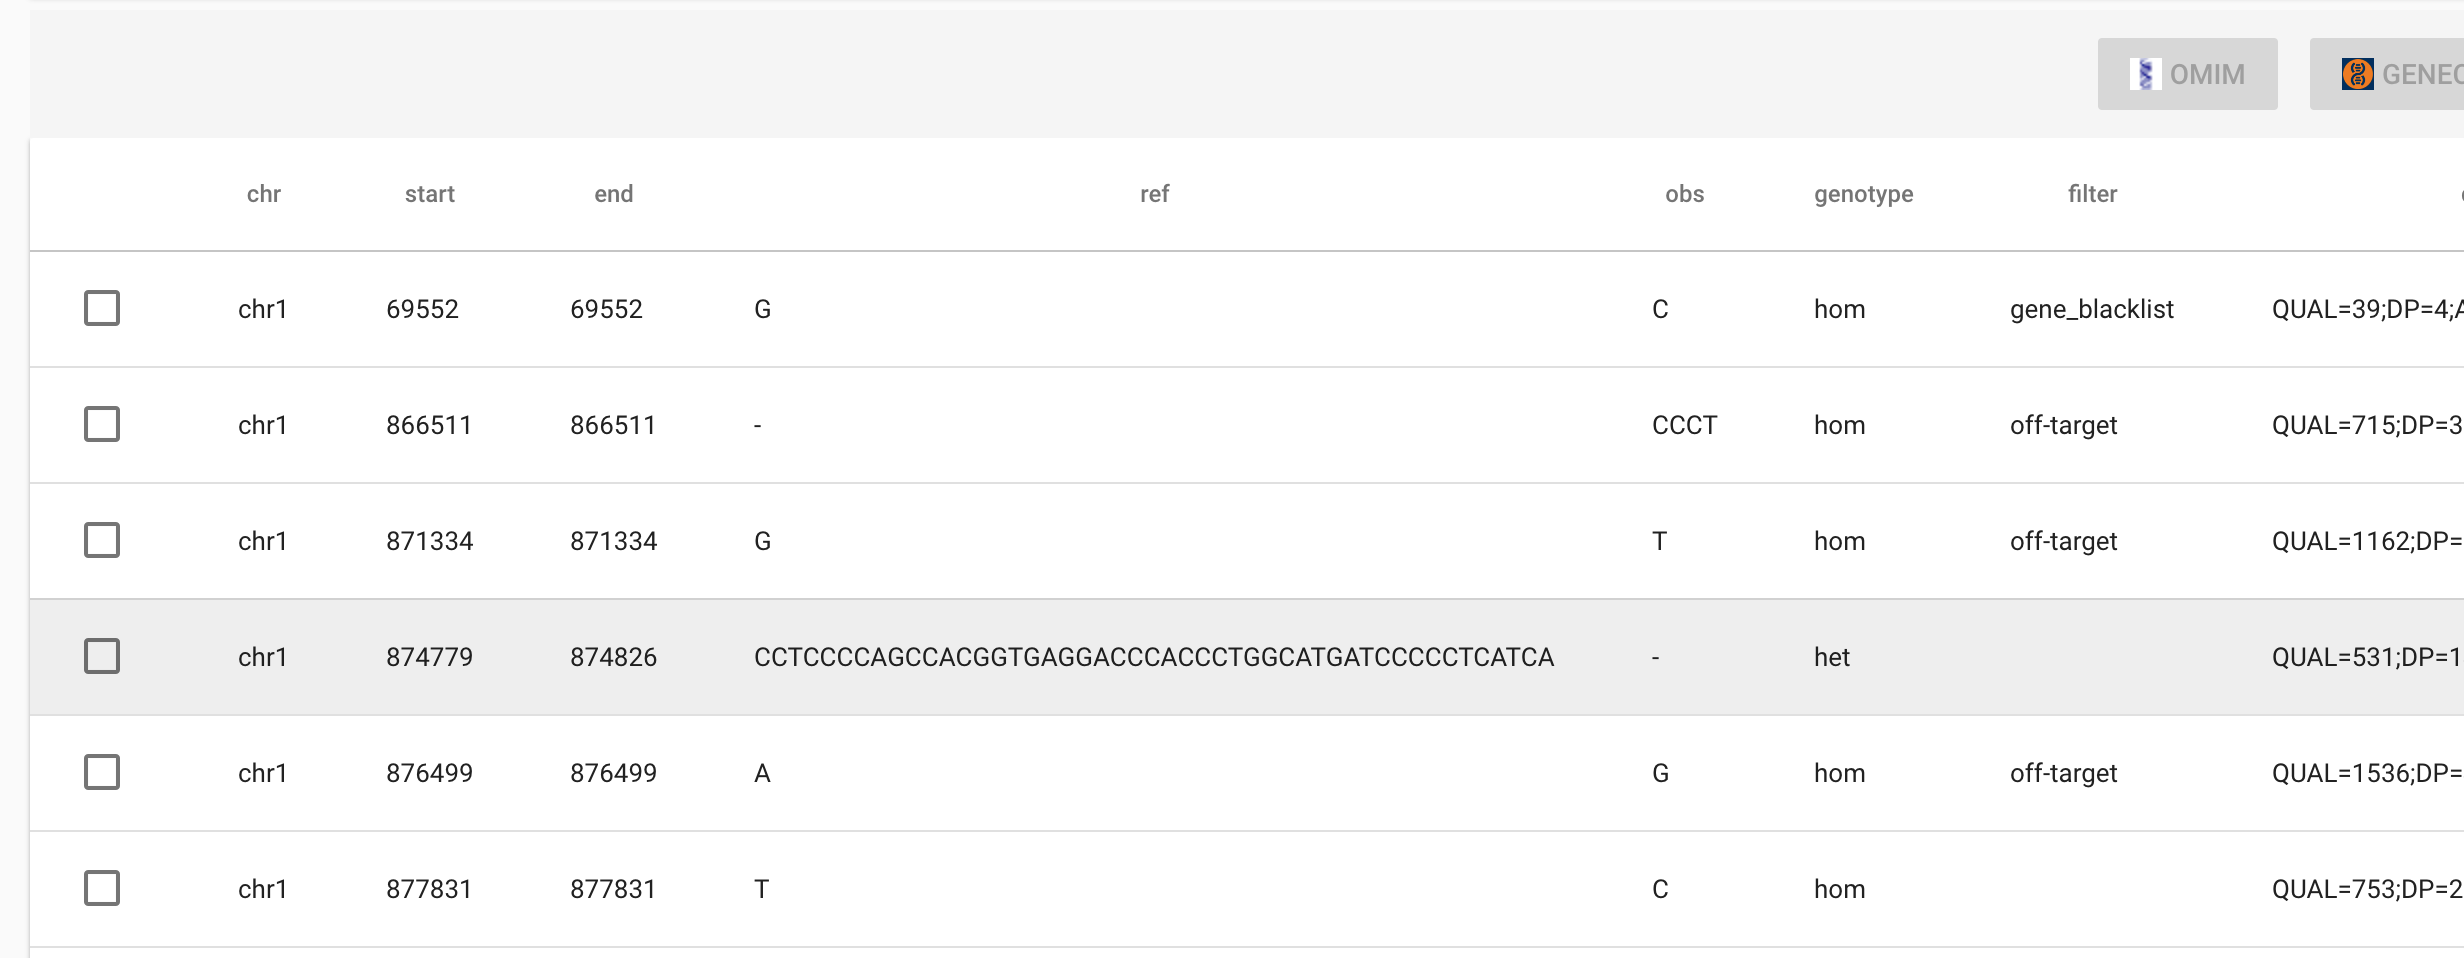 OMIM GENEC
chr start end ref obs genotype filter
chr1 69552 69552 G C hom gene_blacklist QUAL=39;DP=4;A
chr1 866511 866511 - CCCT hom off-target QUAL=715;DP=3
chr1 871334 871334 G T hom off-target QUAL=1162;DP=
chr1 874779 874826 CCTCCCCAGCCACGGTGAGGACCCACCCTGGCATGATCCCCCTCATCA - het QUAL=531;DP=1
chr1 876499 876499 A G hom off-target QUAL=1536;DP=
chr1 877831 877831 T C hom QUAL=753;DP=2